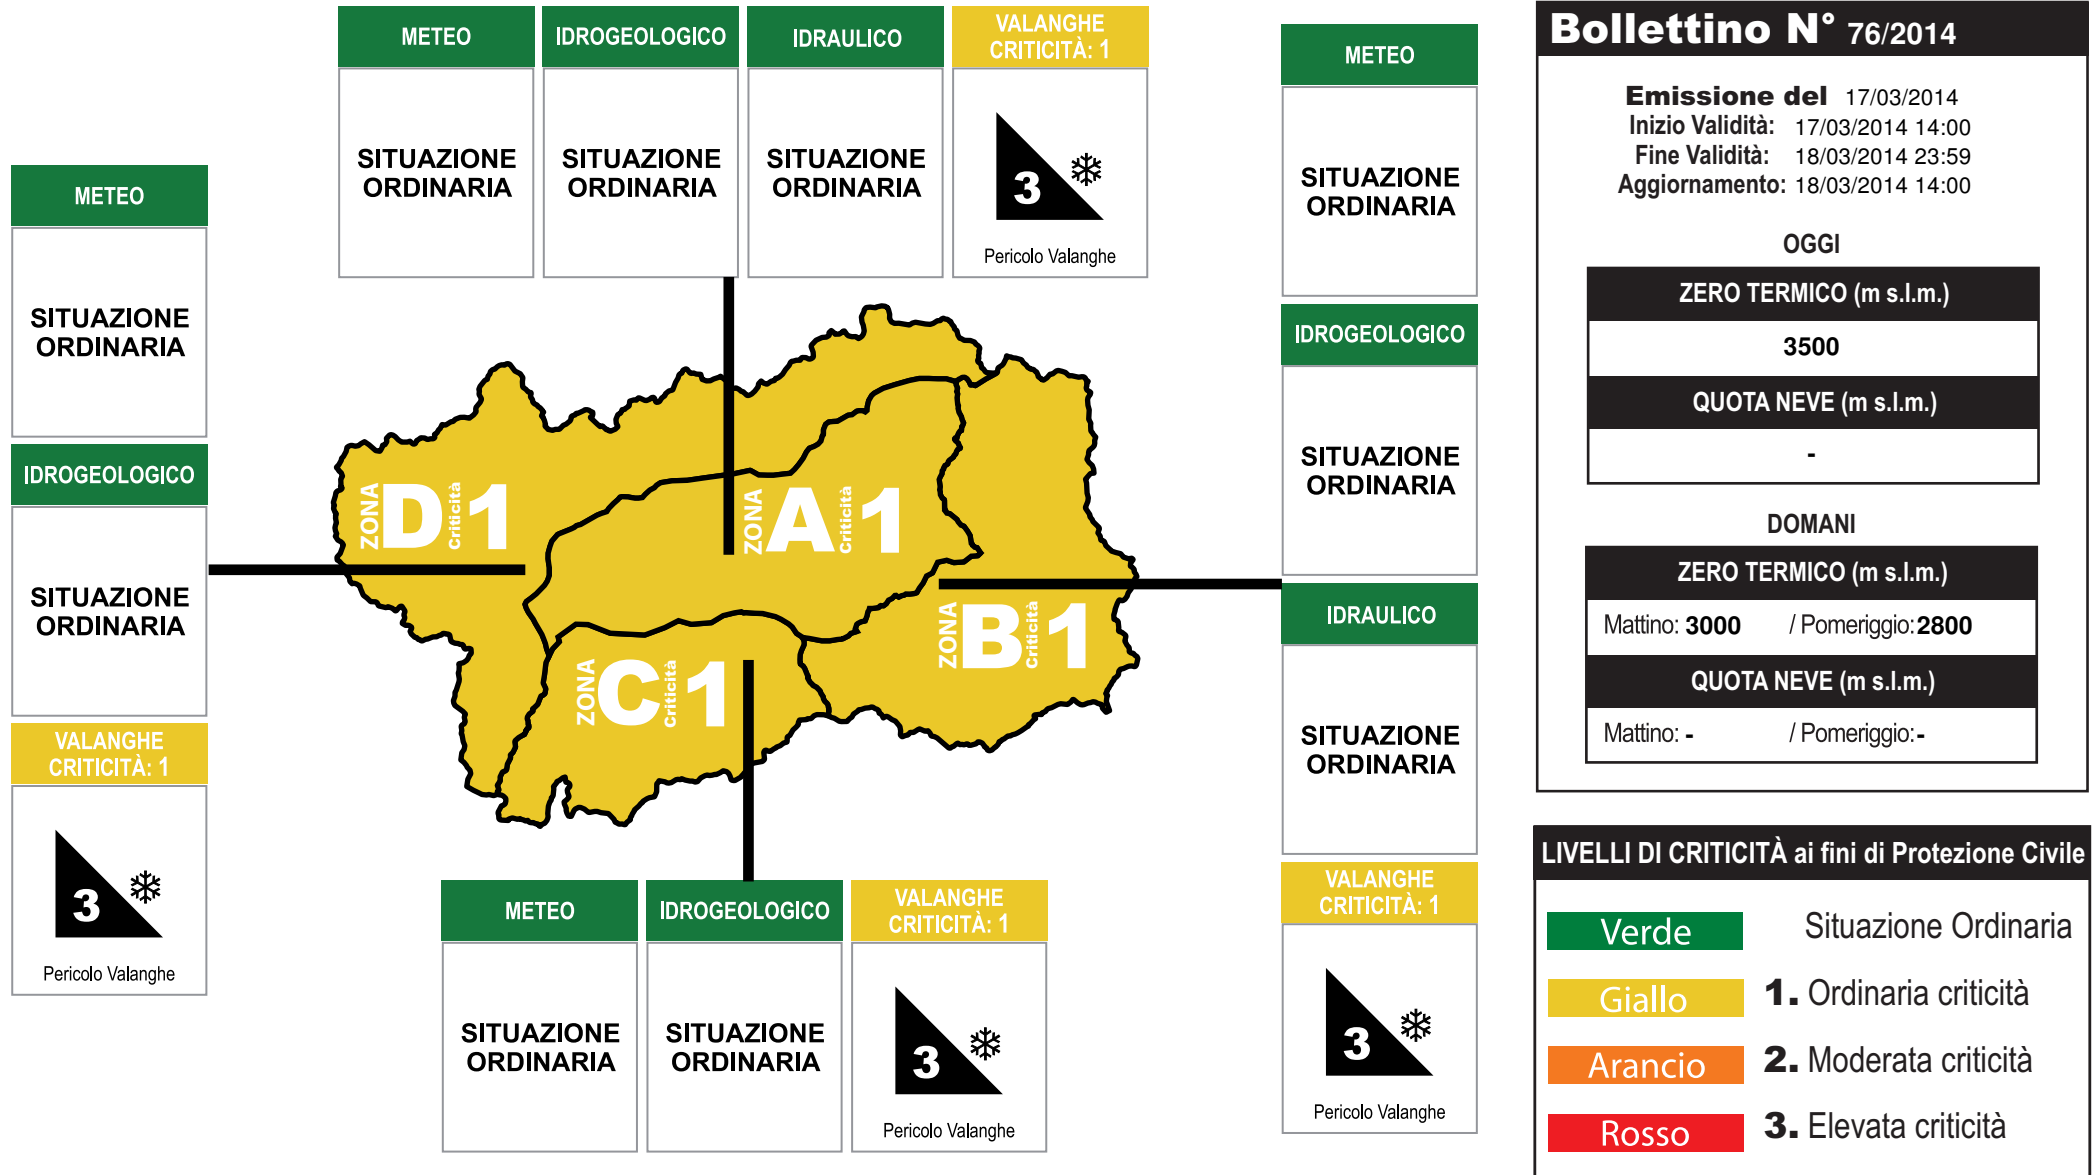 METEO
IDROGEOLOGICO
IDRAULICO
VALANGHE
CRITICITÀ: 1
SITUAZIONE
ORDINARIA
SITUAZIONE
ORDINARIA
SITUAZIONE
ORDINARIA
3
Pericolo Valanghe
METEO
SITUAZIONE
ORDINARIA
IDROGEOLOGICO
SITUAZIONE
ORDINARIA
VALANGHE
CRITICITÀ: 1
3
Pericolo Valanghe
ZONA D Criticità 1
ZONA A Criticità 1
ZONA B Criticità 1
ZONA C Criticità 1
METEO
IDROGEOLOGICO
VALANGHE
CRITICITÀ: 1
SITUAZIONE
ORDINARIA
SITUAZIONE
ORDINARIA
3
Pericolo Valanghe
METEO
SITUAZIONE
ORDINARIA
IDROGEOLOGICO
SITUAZIONE
ORDINARIA
IDRAULICO
SITUAZIONE
ORDINARIA
VALANGHE
CRITICITÀ: 1
3
Pericolo Valanghe
Bollettino N° 76/2014
Emissione del 17/03/2014
Inizio Validità: 17/03/2014 14:00
Fine Validità: 18/03/2014 23:59
Aggiornamento: 18/03/2014 14:00
OGGI
ZERO TERMICO (m s.l.m.)
3500
QUOTA NEVE (m s.l.m.)
-
DOMANI
ZERO TERMICO (m s.l.m.)
Mattino: 3000 / Pomeriggio: 2800
QUOTA NEVE (m s.l.m.)
Mattino: - / Pomeriggio: -
LIVELLI DI CRITICITÀ ai fini di Protezione Civile
Verde Situazione Ordinaria
Giallo 1. Ordinaria criticità
Arancio 2. Moderata criticità
Rosso 3. Elevata criticità